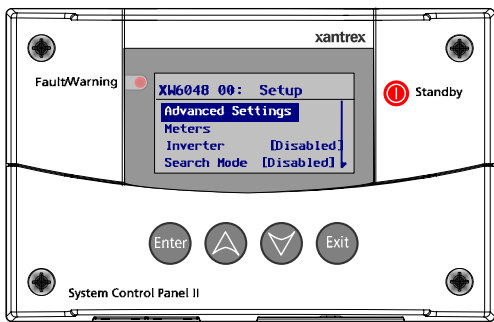 xantrex
Fault/Warning
XW6048 00: Setup
Standby
Advanced Settings
Meters
Inverter [Disabled]
Search Mode [Disabled]
Enter
Exit
System Control Panel II